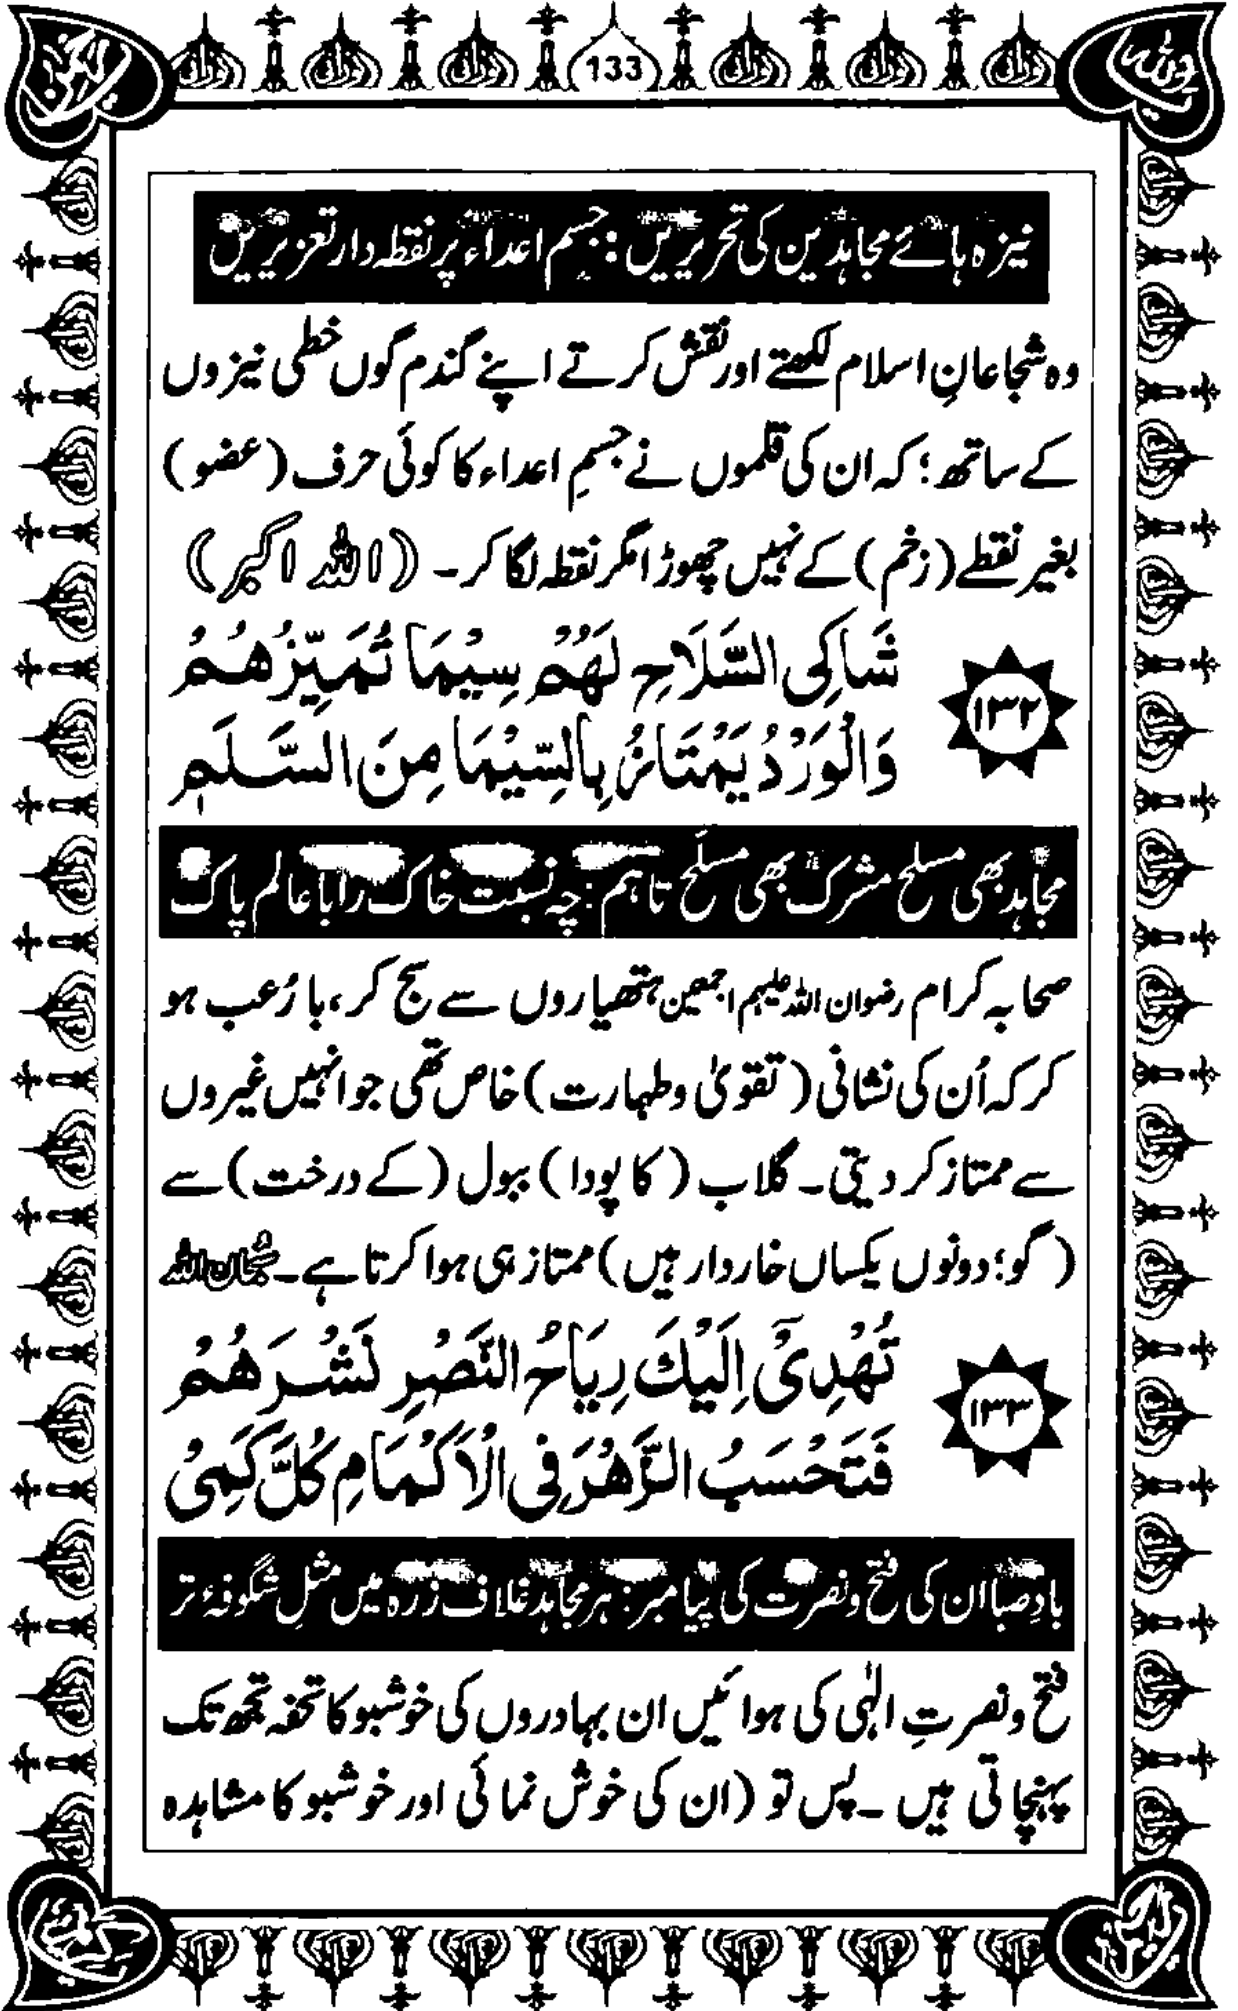 133
نیزہ ہائے مجاہدین کی تحریریں : جسم اعداء پر نقطہ دار تعزیریں
وہ شجاعانِ اسلام لکھتے اور نقش کرتے اپنے گندم گوں خطی نیزوں
کے ساتھ؛ کہ ان کی قلموں نے جسمِ اعداء کا کوئی حرف (عضو)
بغیر نقطے (زخم) کے نہیں چھوڑا مگر نقطہ لگا کر۔ (اللہ اکبر)
شَاكِی السَّلَاحِ لَهُمْ سِيْمَا تُمَيِّزُهُمُ
۱۳۲
وَالْوَرْدُ يَمْتَازُ بِالسِّيْمَا مِنَ السَّلَمِ
مجاہد بھی مسلح مشرک بھی مسلّح تاہم : چہ نسبت خاک را با عالم پاک
صحابہ کرام رضوان اللہ علیہم اجمعین ہتھیاروں سے سج کر، با رُعب ہو
کر کہ اُن کی نشانی (تقویٰ وطہارت) خاص تھی جو انہیں غیروں
سے ممتاز کر دیتی۔ گلاب (کا پودا) ببول (کے درخت) سے
(گو؛ دونوں یکساں خاردار ہیں) ممتاز ہی ہوا کرتا ہے۔ سُبحان اللہ
تُهْدِیْ اِلَيْكَ رِيَاحُ النَّصْرِ نَشْرَهُمُ
۱۳۳
فَتَحْسَبُ الزَّهْرَ فِی الْاَكْمَامِ كُلَّ كَمِیْ
بادِ صبا ان کی فتح و نصرت کی پیامبر : ہر مجاہد غلاف زرہ میں مثلِ شگوفۂ تر
فتح و نصرتِ الٰہی کی ہوائیں ان بہادروں کی خوشبو کا تحفہ تجھ تک
پہنچاتی ہیں ۔ پس تو (ان کی خوش نمائی اور خوشبو کا مشاہدہ